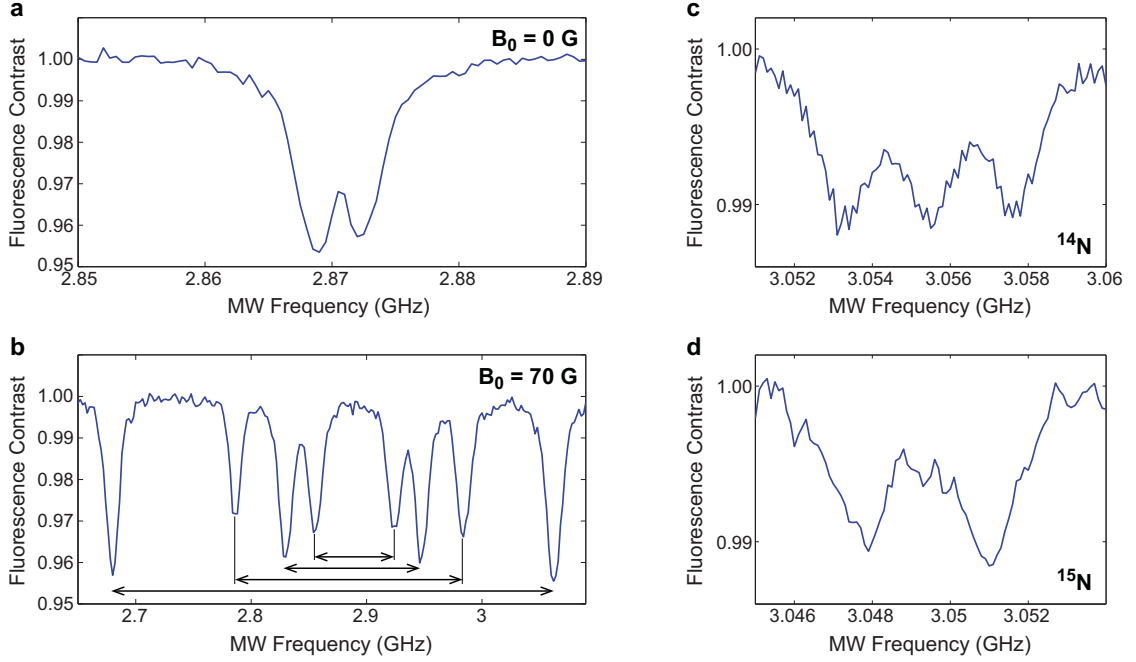 a
B₀ = 0 G
Fluorescence Contrast
1.00
0.99
0.98
0.97
0.96
0.95
2.85
2.86
2.87
2.88
2.89
MW Frequency (GHz)
b
B₀ = 70 G
Fluorescence Contrast
1.00
0.99
0.98
0.97
0.96
0.95
2.7
2.8
2.9
3
MW Frequency (GHz)
c
Fluorescence Contrast
1.00
0.99
¹⁴N
3.052
3.054
3.056
3.058
3.06
MW Frequency (GHz)
d
Fluorescence Contrast
1.00
0.99
¹⁵N
3.046
3.048
3.05
3.052
MW Frequency (GHz)